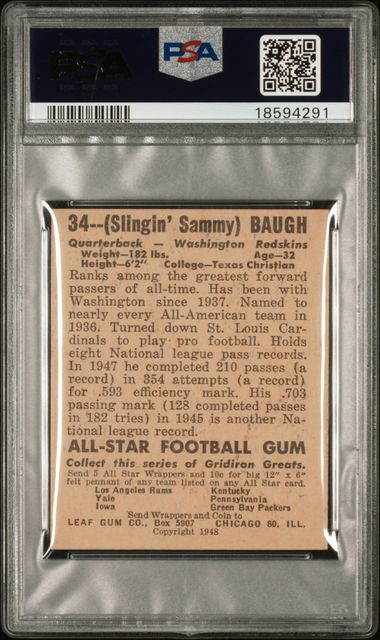 PSA
PSA
18594291
34--(Slingin' Sammy) BAUGH
Quarterback — Washington Redskins
Weight—182 lbs. Age—32
Height—6'2" College—Texas Christian
Ranks among the greatest forward
passers of all-time. Has been with
Washington since 1937. Named to
nearly every All-American team in
1936. Turned down St. Louis Car-
dinals to play pro football. Holds
eight National league pass records.
In 1947 he completed 210 passes (a
record) in 354 attempts (a record)
for .593 efficiency mark. His .703
passing mark (128 completed passes
in 182 tries) in 1945 is another Na-
tional league record.
ALL-STAR FOOTBALL GUM
Collect this series of Gridiron Greats.
Send 5 All Star Wrappers and 10c for big 12" x 6"
felt pennant of any team listed on any All Star card.
Los Angeles Rams Kentucky
Yale Pennsylvania
Iowa Green Bay Packers
Send Wrappers and Coin to
LEAF GUM CO., Box 5907 CHICAGO 80, ILL.
Copyright 1948